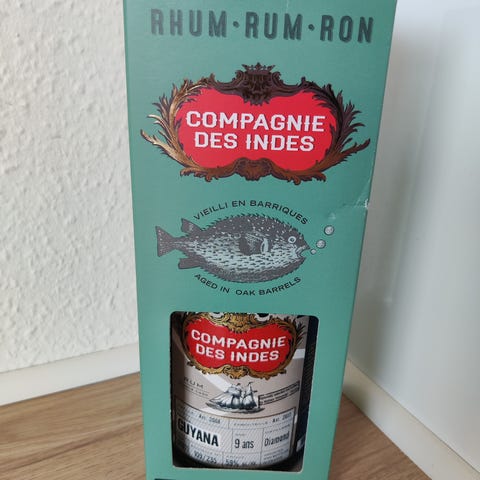 RHUM·RUM·RON
COMPAGNIE
DES INDES
VIEILLI EN BARRIQUES
AGED IN OAK BARRELS
COMPAGNIE
DES INDES
RUM
GUYANA
9 ans
Diamond